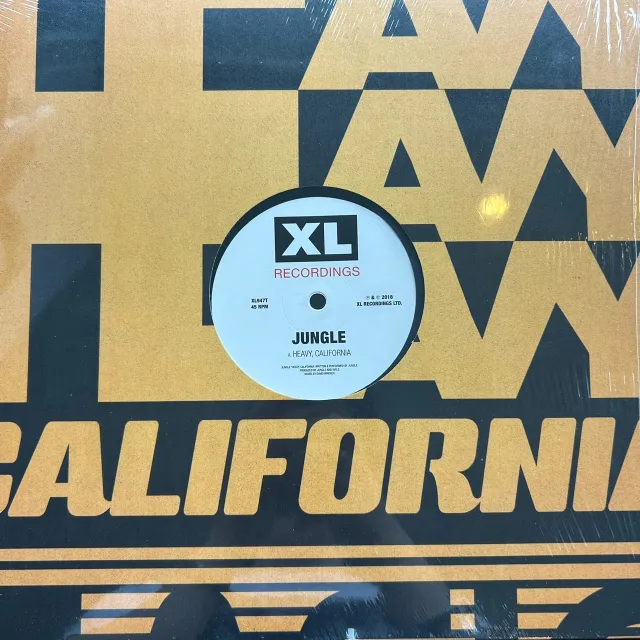 XL
RECORDINGS
XL947T
45 RPM
℗ & © 2018
XL RECORDINGS LTD.
JUNGLE
A. HEAVY, CALIFORNIA
CALIFORNIA